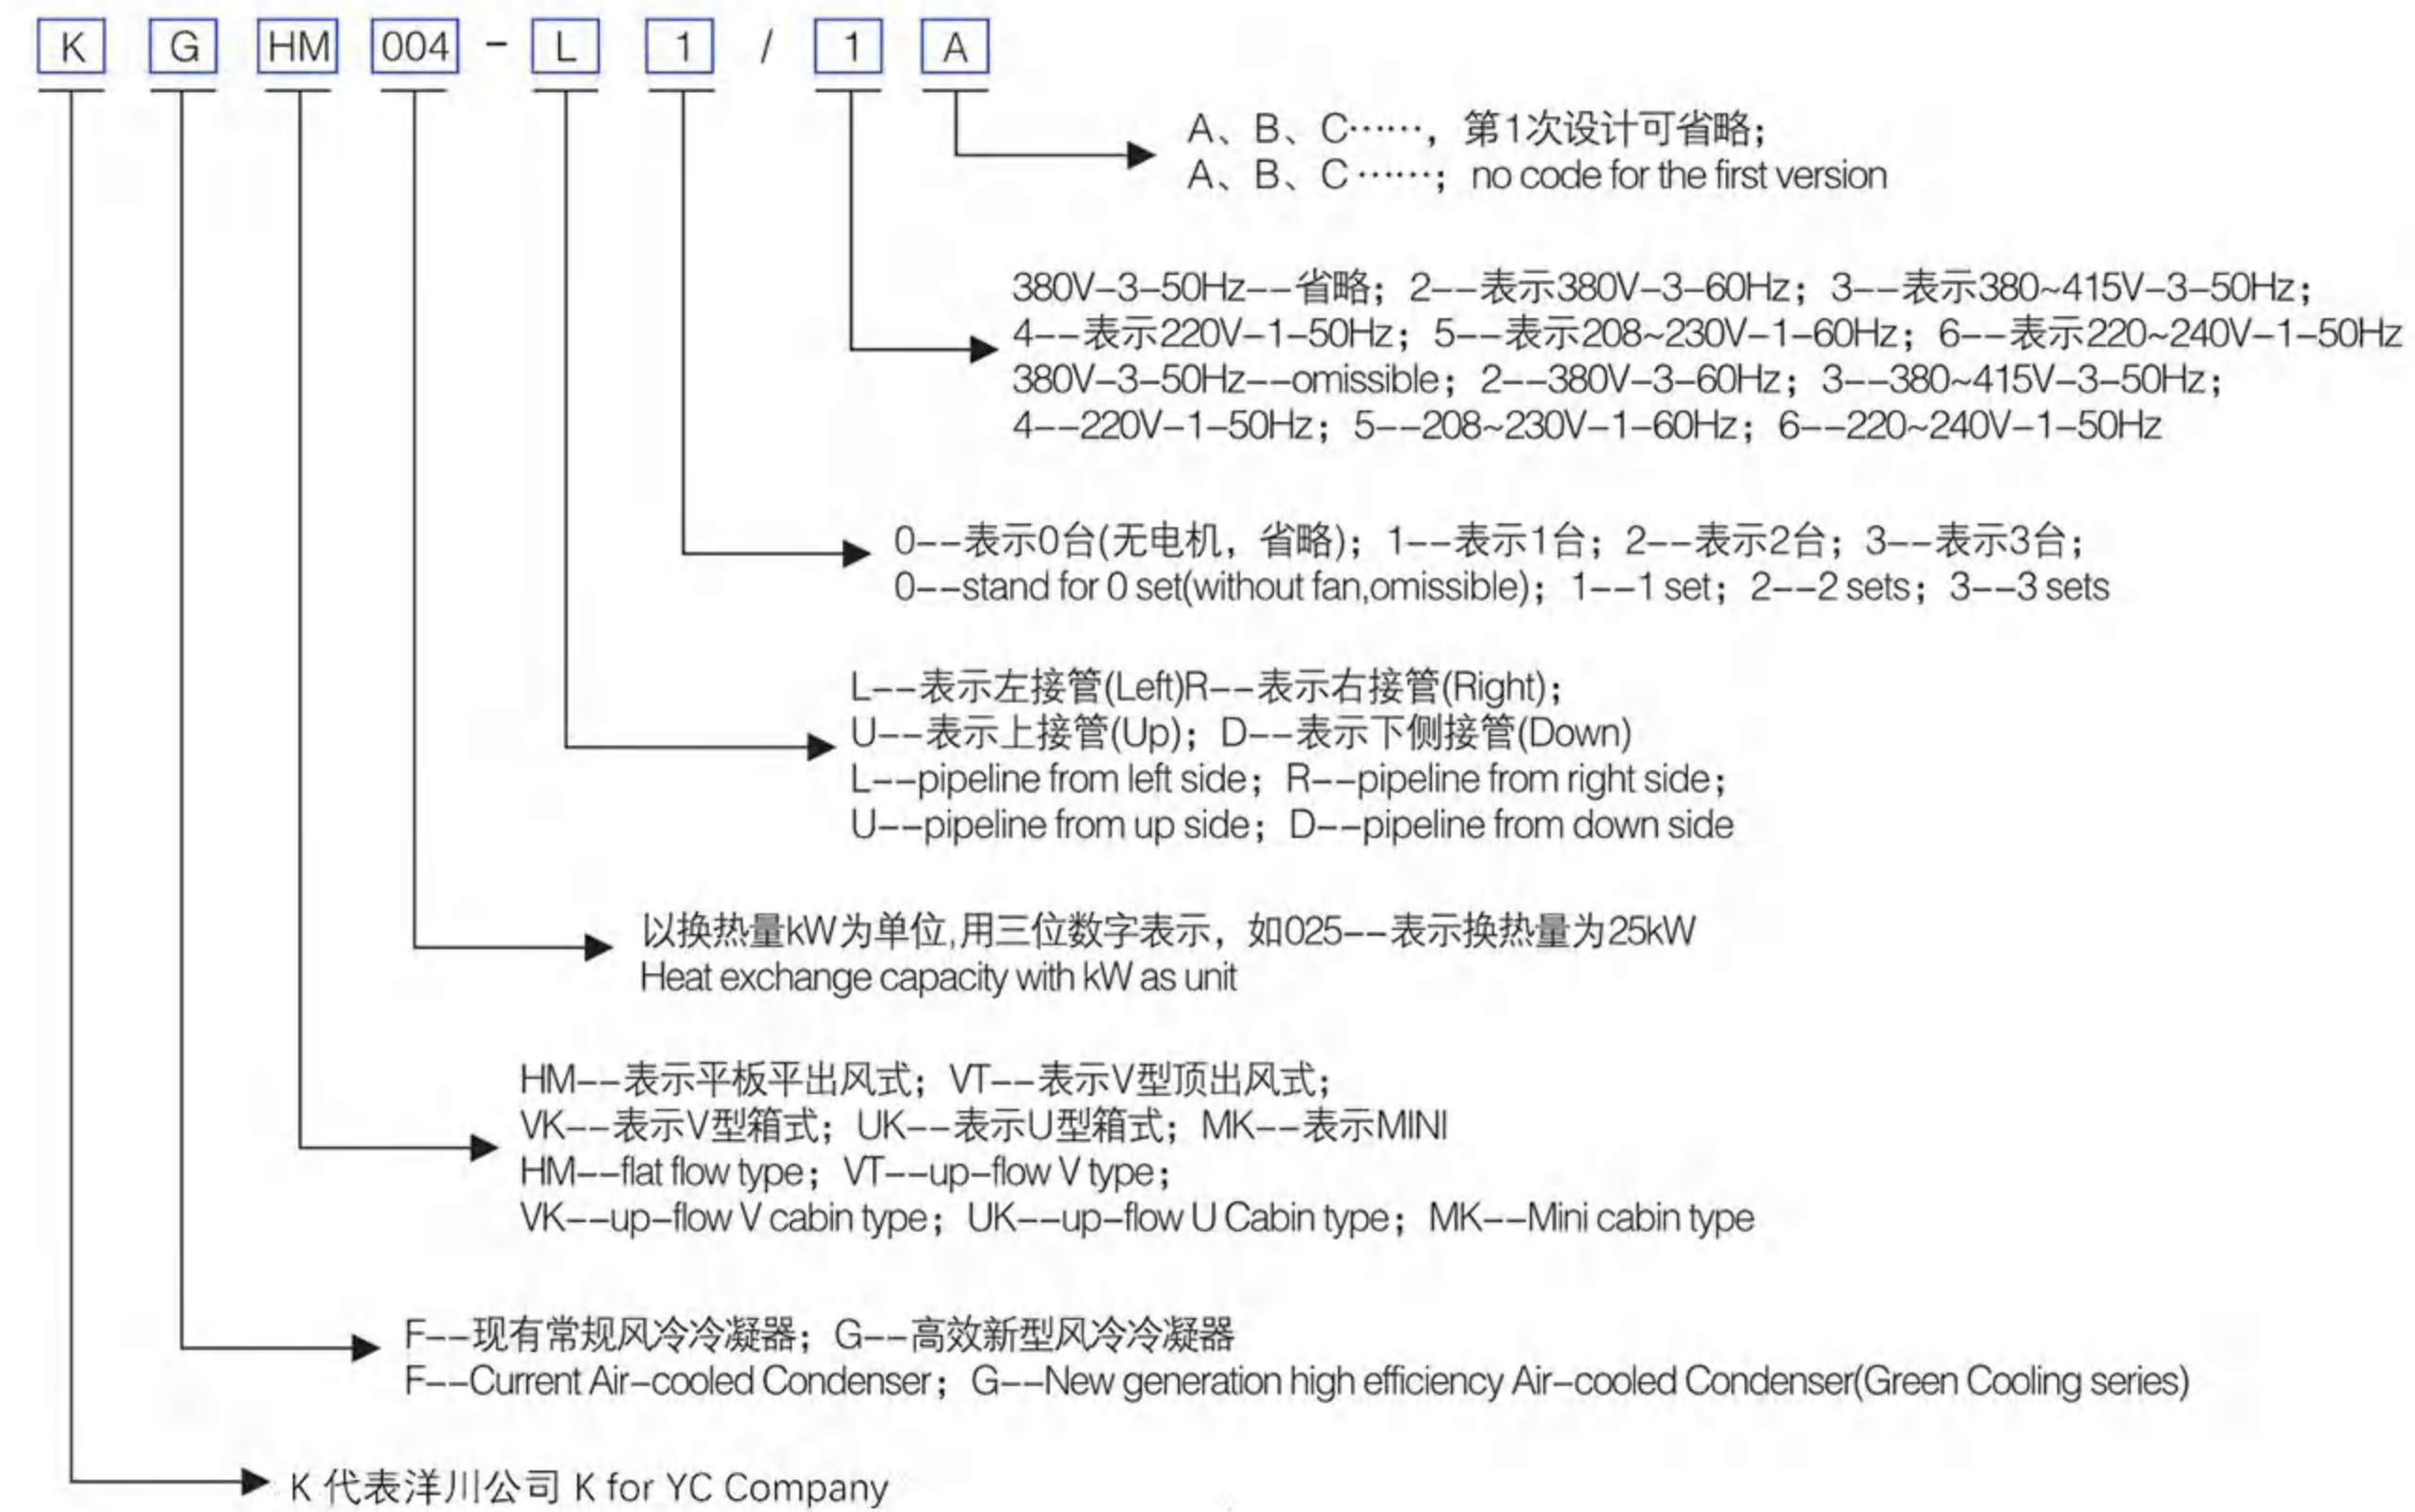 K G HM 004 - L 1 / 1 A
A、B、C……，第1次设计可省略；
A、B、C……；no code for the first version
380V-3-50Hz--省略；2--表示380V-3-60Hz；3--表示380~415V-3-50Hz；
4--表示220V-1-50Hz；5--表示208~230V-1-60Hz；6--表示220~240V-1-50Hz
380V-3-50Hz--omissible；2--380V-3-60Hz；3--380~415V-3-50Hz；
4--220V-1-50Hz；5--208~230V-1-60Hz；6--220~240V-1-50Hz
0--表示0台(无电机，省略)；1--表示1台；2--表示2台；3--表示3台；
0--stand for 0 set(without fan,omissible)；1--1 set；2--2 sets；3--3 sets
L--表示左接管(Left)R--表示右接管(Right)；
U--表示上接管(Up)；D--表示下侧接管(Down)
L--pipeline from left side；R--pipeline from right side；
U--pipeline from up side；D--pipeline from down side
以换热量kW为单位,用三位数字表示，如025--表示换热量为25kW
Heat exchange capacity with kW as unit
HM--表示平板平出风式；VT--表示V型顶出风式；
VK--表示V型箱式；UK--表示U型箱式；MK--表示MINI
HM--flat flow type；VT--up-flow V type；
VK--up-flow V cabin type；UK--up-flow U Cabin type；MK--Mini cabin type
F--现有常规风冷冷凝器；G--高效新型风冷冷凝器
F--Current Air-cooled Condenser；G--New generation high efficiency Air-cooled Condenser(Green Cooling series)
K 代表洋川公司 K for YC Company